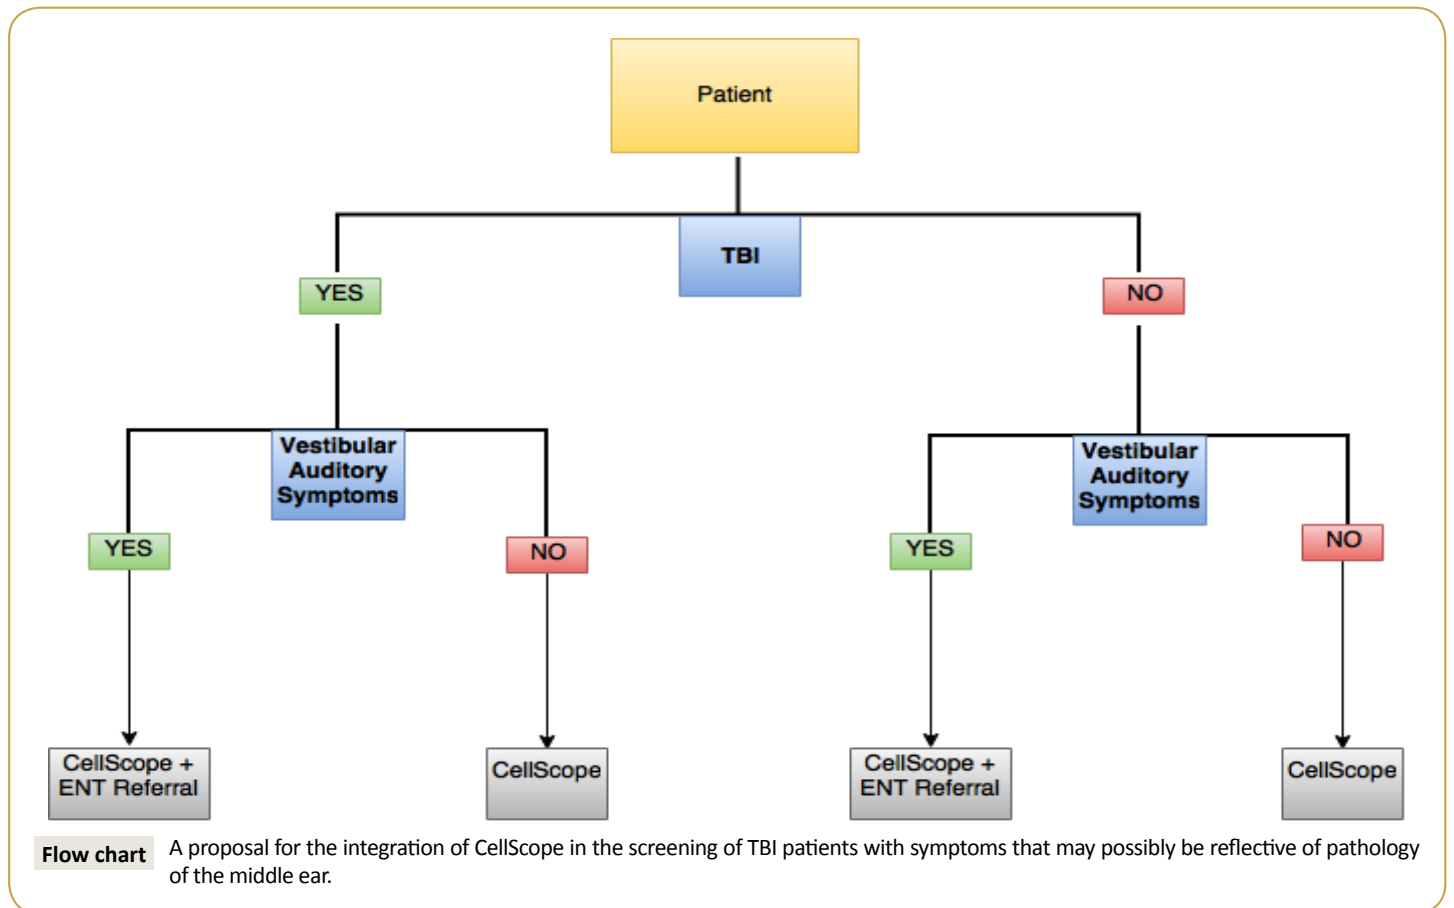 Patient
TBI
YES
NO
Vestibular
Auditory
Symptoms
Vestibular
Auditory
Symptoms
YES
NO
YES
NO
CellScope +
ENT Referral
CellScope
CellScope +
ENT Referral
CellScope
Flow chart A proposal for the integration of CellScope in the screening of TBI patients with symptoms that may possibly be reflective of pathology
of the middle ear.